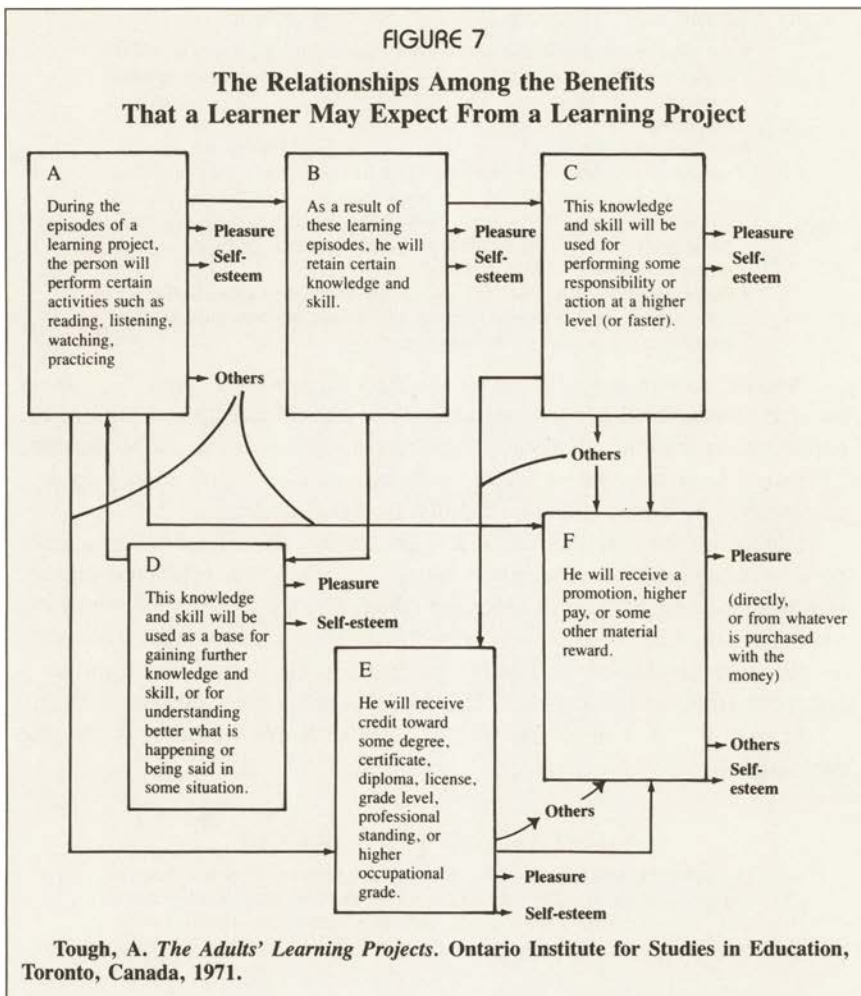 FIGURE 7
The Relationships Among the Benefits
That a Learner May Expect From a Learning Project
A
During the
episodes of a
learning project,
the person will
perform certain
activities such as
reading, listening,
watching,
practicing
Pleasure
Self-
esteem
Others
B
As a result of
these learning
episodes, he will
retain certain
knowledge and
skill.
Pleasure
Self-
esteem
C
This knowledge
and skill will be
used for
performing some
responsibility or
action at a higher
level (or faster).
Pleasure
Self-
esteem
Others
D
This knowledge
and skill will be
used as a base for
gaining further
knowledge and
skill, or for
understanding
better what is
happening or
being said in
some situation.
Pleasure
Self-esteem
E
He will receive
credit toward
some degree,
certificate,
diploma, license,
grade level,
professional
standing, or
higher
occupational
grade.
Others
Pleasure
Self-esteem
F
He will receive a
promotion, higher
pay, or some
other material
reward.
Pleasure
(directly,
or from whatever
is purchased
with the
money)
Others
Self-
esteem
Tough, A. The Adults' Learning Projects. Ontario Institute for Studies in Education,
Toronto, Canada, 1971.